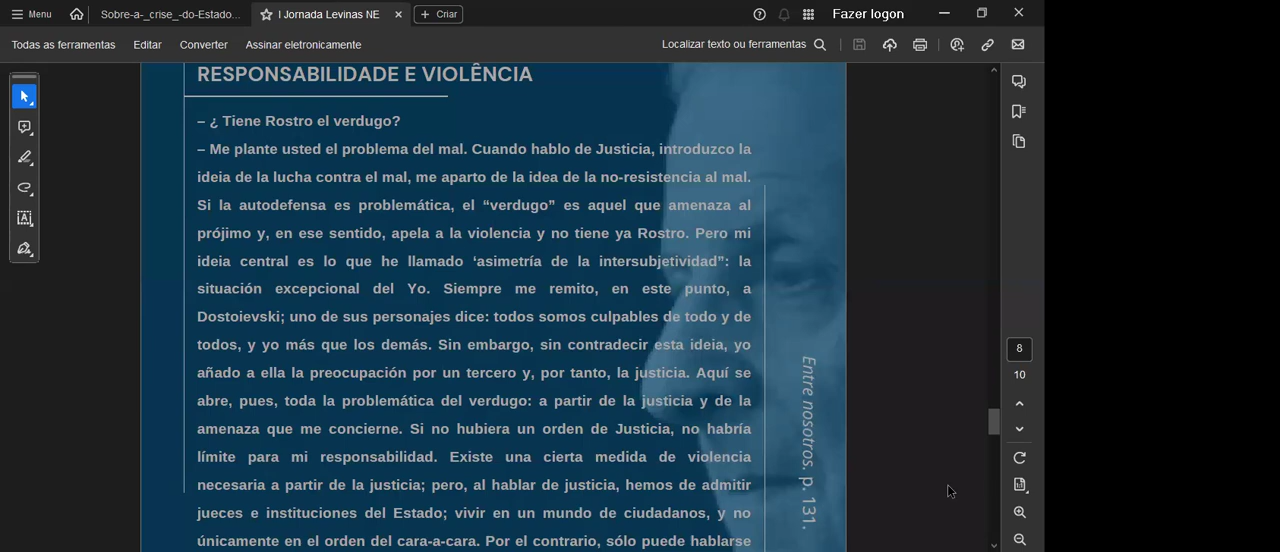 Menu
Sobre-a-_crise_-do-Estado...
I Jornada Levinas NE
Criar
Fazer logon
Todas as ferramentas
Editar
Converter
Assinar eletronicamente
Localizar texto ou ferramentas
RESPONSABILIDADE E VIOLÊNCIA
– ¿ Tiene Rostro el verdugo?
– Me plante usted el problema del mal. Cuando hablo de Justicia, introduzco la
ideia de la lucha contra el mal, me aparto de la idea de la no-resistencia al mal.
Si la autodefensa es problemática, el “verdugo” es aquel que amenaza al
prójimo y, en ese sentido, apela a la violencia y no tiene ya Rostro. Pero mi
ideia central es lo que he llamado ‘asimetría de la intersubjetividad”: la
situación excepcional del Yo. Siempre me remito, en este punto, a
Dostoievski; uno de sus personajes dice: todos somos culpables de todo y de
todos, y yo más que los demás. Sin embargo, sin contradecir esta ideia, yo
añado a ella la preocupación por un tercero y, por tanto, la justicia. Aquí se
abre, pues, toda la problemática del verdugo: a partir de la justicia y de la
amenaza que me concierne. Si no hubiera un orden de Justicia, no habría
límite para mi responsabilidad. Existe una cierta medida de violencia
necesaria a partir de la justicia; pero, al hablar de justicia, hemos de admitir
jueces e instituciones del Estado; vivir en un mundo de ciudadanos, y no
únicamente en el orden del cara-a-cara. Por el contrario, sólo puede hablarse
Entre nosotros. p. 131.
8
10